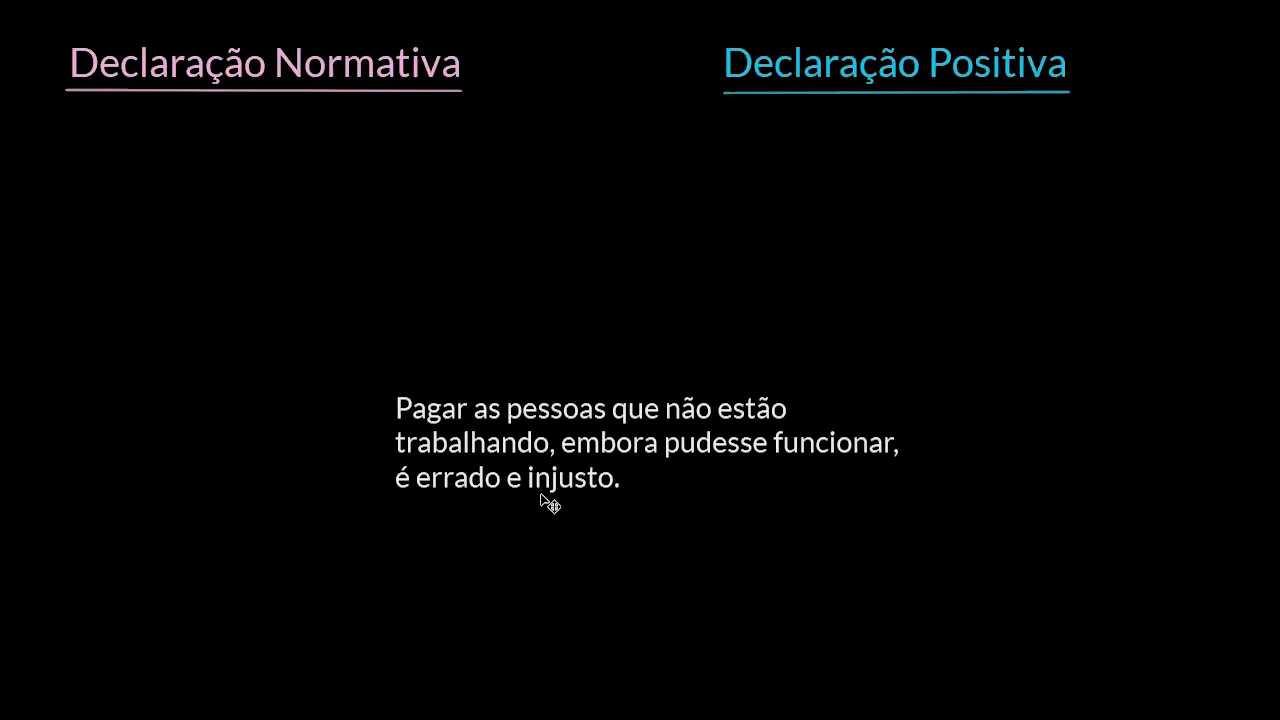 Declaração Normativa
Declaração Positiva
Pagar as pessoas que não estão
trabalhando, embora pudesse funcionar,
é errado e injusto.